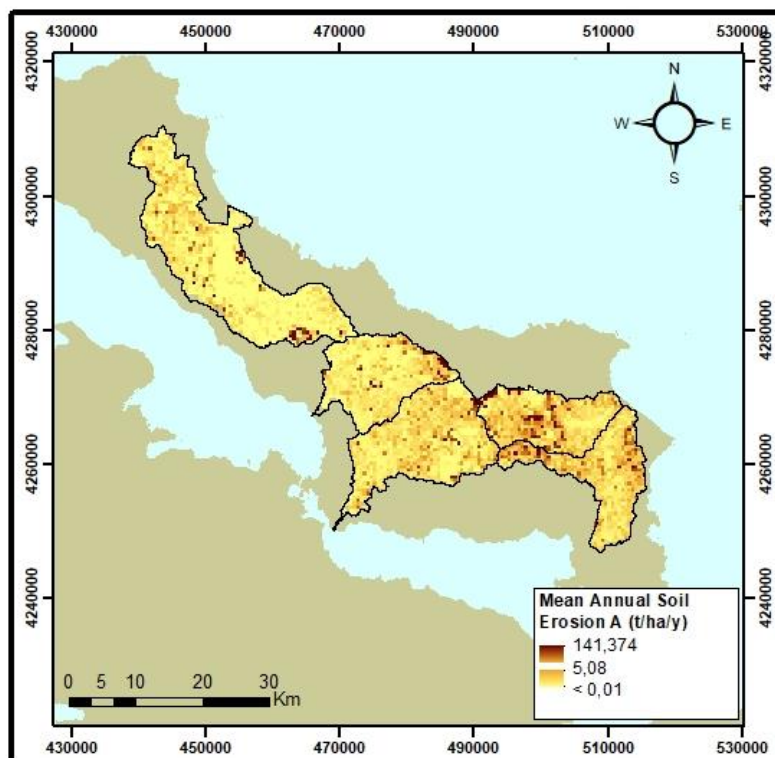 430000 450000 470000 490000 510000 530000
4320000 4320000
N
W E
S
4300000 4300000
4280000 4280000
4260000 4260000
4240000 4240000
Mean Annual Soil
Erosion A (t/ha/y)
141,374
5,08
< 0,01
0 5 10 20 30
Km
430000 450000 470000 490000 510000 530000